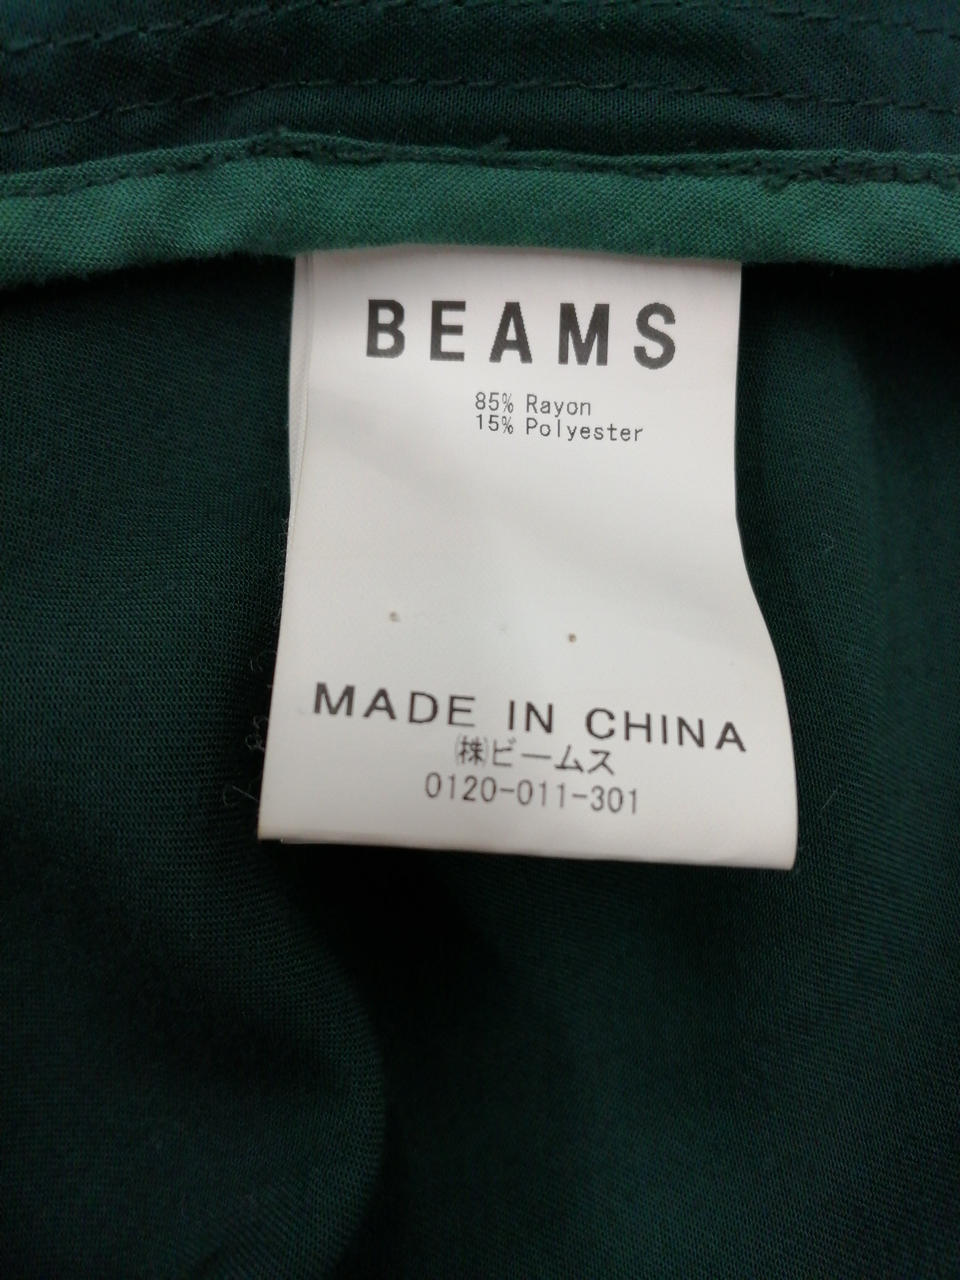 BEAMS
85% Rayon
15% Polyester
MADE IN CHINA
㈱ビームス
0120-011-301